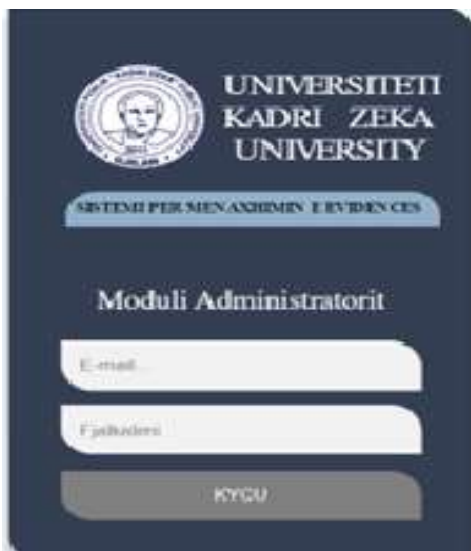 UNIVERSITETI
KADRI ZEKA
UNIVERSITY
SISTEMI PER MENAXHIMIN E EVIDENCES
Moduli Administratorit
E-mail...
Fjalkalimi
KYCU